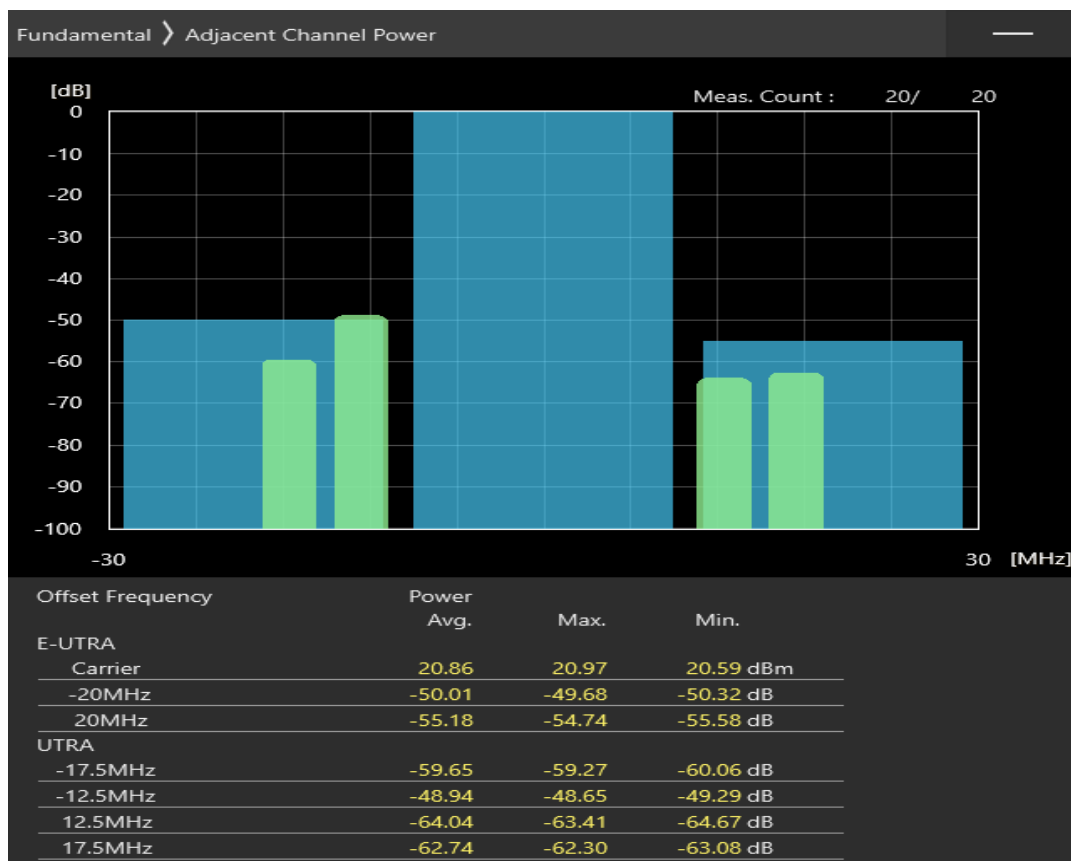 Fundamental ❯ Adjacent Channel Power
[dB]
Meas. Count : 20/ 20
0
-10
-20
-30
-40
-50
-60
-70
-80
-90
-100
-30 30 [MHz]
Offset Frequency Power
Avg. Max. Min.
E-UTRA
Carrier 20.86 20.97 20.59 dBm
-20MHz -50.01 -49.68 -50.32 dB
20MHz -55.18 -54.74 -55.58 dB
UTRA
-17.5MHz -59.65 -59.27 -60.06 dB
-12.5MHz -48.94 -48.65 -49.29 dB
12.5MHz -64.04 -63.41 -64.67 dB
17.5MHz -62.74 -62.30 -63.08 dB